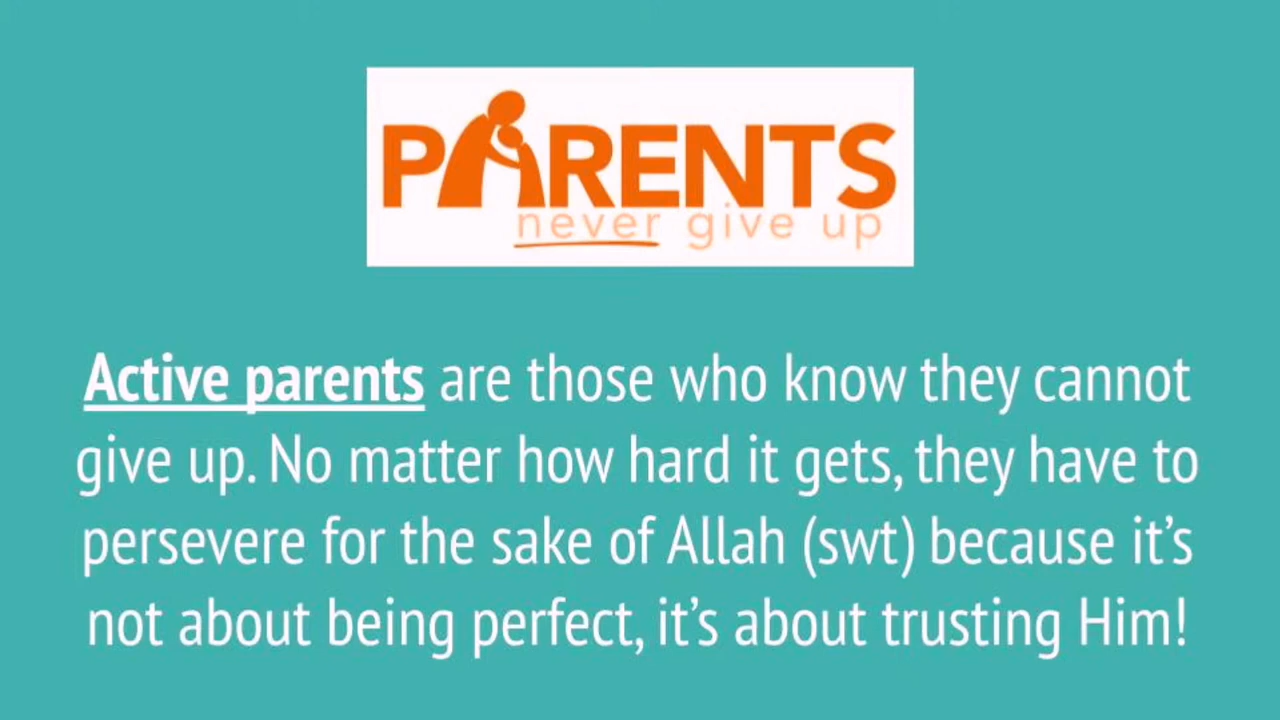 PARENTS
never give up
Active parents are those who know they cannot
give up. No matter how hard it gets, they have to
persevere for the sake of Allah (swt) because it's
not about being perfect, it's about trusting Him!